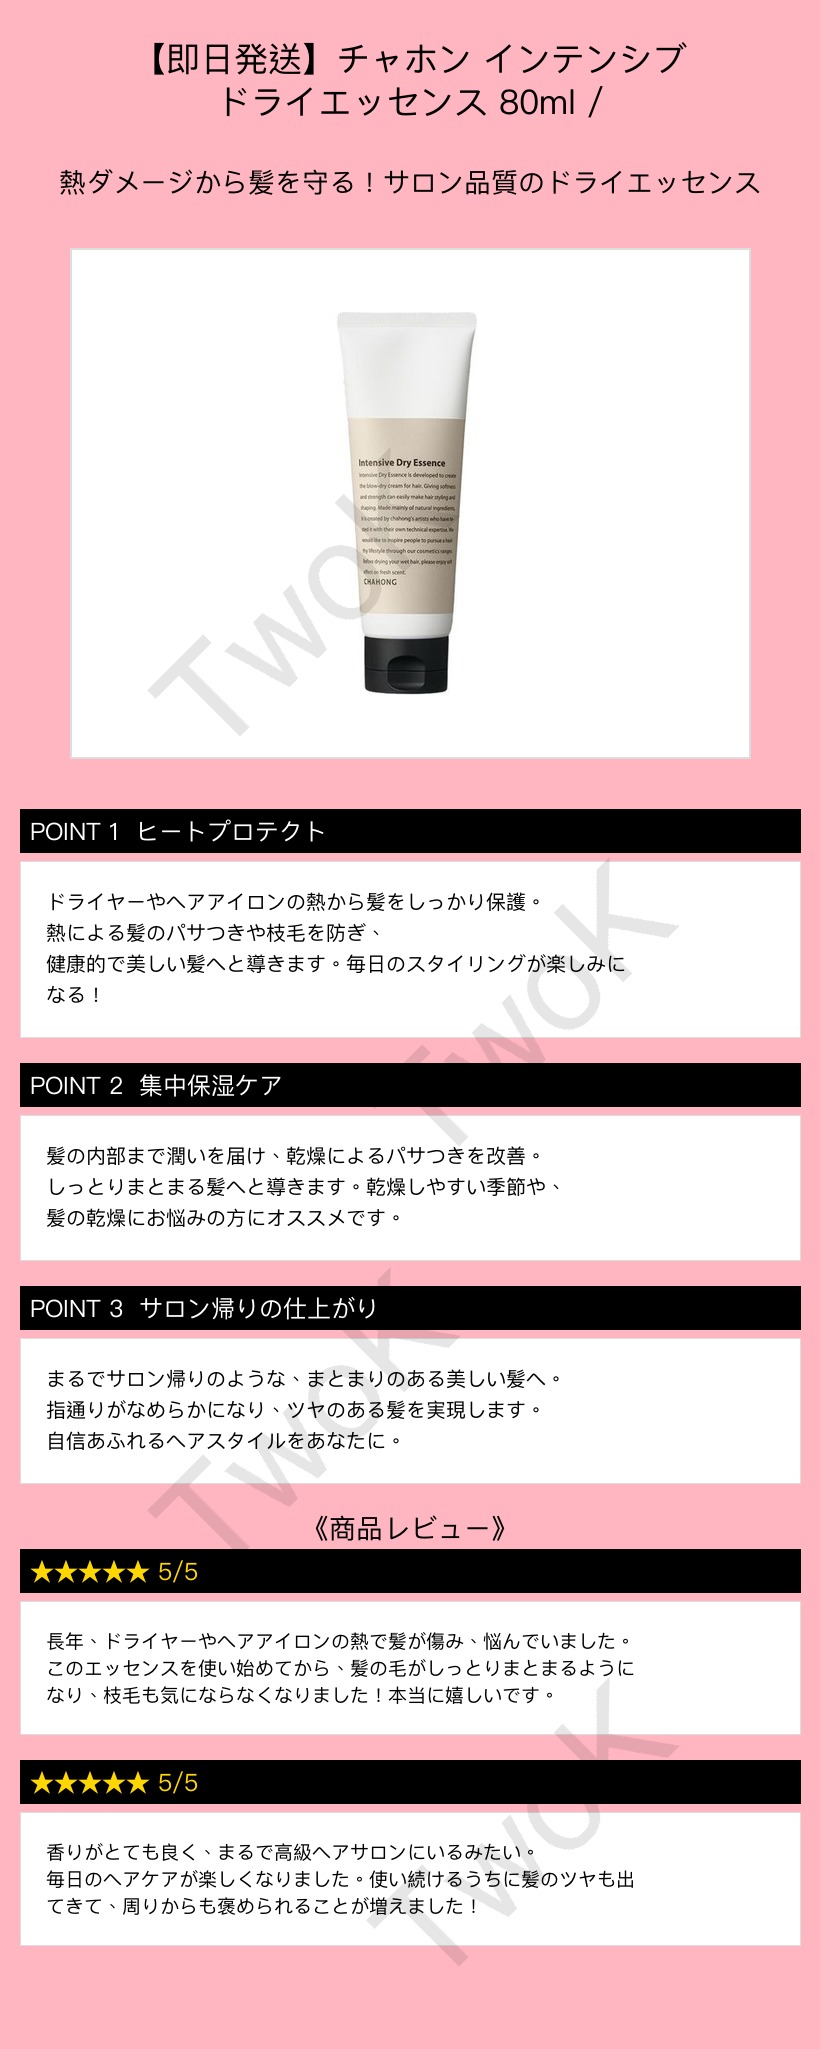 【即日発送】チャホン インテンシブ
ドライエッセンス 80ml /
熱ダメージから髪を守る！サロン品質のドライエッセンス
Intensive Dry Essence
Intensive Dry Essence is developed to create
the blow-dry cream for hair. Giving softness
and strength can easily make hair styling and
shaping. Made mainly of natural ingredients,
it is created by chahong's artists who have
ded it with their own technical expertise. We
would like to inspire people to pursue a heal
thy lifestyle through our cosmetics ranges.
Before drying your wet hair, please enjoy soft
effect on fresh scent.
CHAHONG
TwoK
POINT 1 ヒートプロテクト
ドライヤーやヘアアイロンの熱から髪をしっかり保護。
熱による髪のパサつきや枝毛を防ぎ、
健康的で美しい髪へと導きます。毎日のスタイリングが楽しみに
なる！
TwoK
POINT 2 集中保湿ケア
髪の内部まで潤いを届け、乾燥によるパサつきを改善。
しっとりまとまる髪へと導きます。乾燥しやすい季節や、
髪の乾燥にお悩みの方にオススメです。
POINT 3 サロン帰りの仕上がり
まるでサロン帰りのような、まとまりのある美しい髪へ。
指通りがなめらかになり、ツヤのある髪を実現します。
自信あふれるヘアスタイルをあなたに。
TwoK
《商品レビュー》
★★★★★ 5/5
長年、ドライヤーやヘアアイロンの熱で髪が傷み、悩んでいました。
このエッセンスを使い始めてから、髪の毛がしっとりまとまるように
なり、枝毛も気にならなくなりました！本当に嬉しいです。
★★★★★ 5/5
香りがとても良く、まるで高級ヘアサロンにいるみたい。
毎日のヘアケアが楽しくなりました。使い続けるうちに髪のツヤも出
てきて、周りからも褒められることが増えました！
TwoK